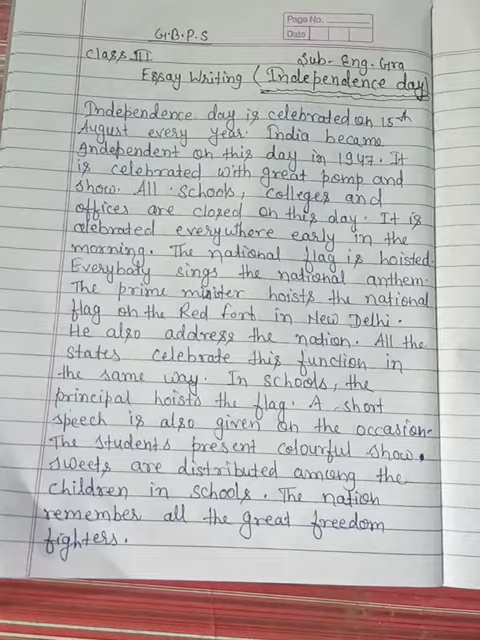 G.B.P.S
Page No.
Date
Class III
Sub- Eng. Gra
Essay Writing (Independence day)
Independence day is celebrated on 15th
August every year. India became
independent on this day in 1947. It
is celebrated with great pomp and
show. All schools, colleges and
offices are closed on this day. It is
celebrated everywhere early in the
morning. The national flag is hoisted.
Everybaty sings the national anthem.
The prime minister hoists the national
flag on the Red fort in New Delhi.
He also address the nation. All the
states celebrate this function in
the same way. In schools, the
principal hoists the flag. A short
speech is also given on the occasion.
The students present colourful show.
sweets are distributed among the
children in schools. The nation
remember all the great freedom
fighters.